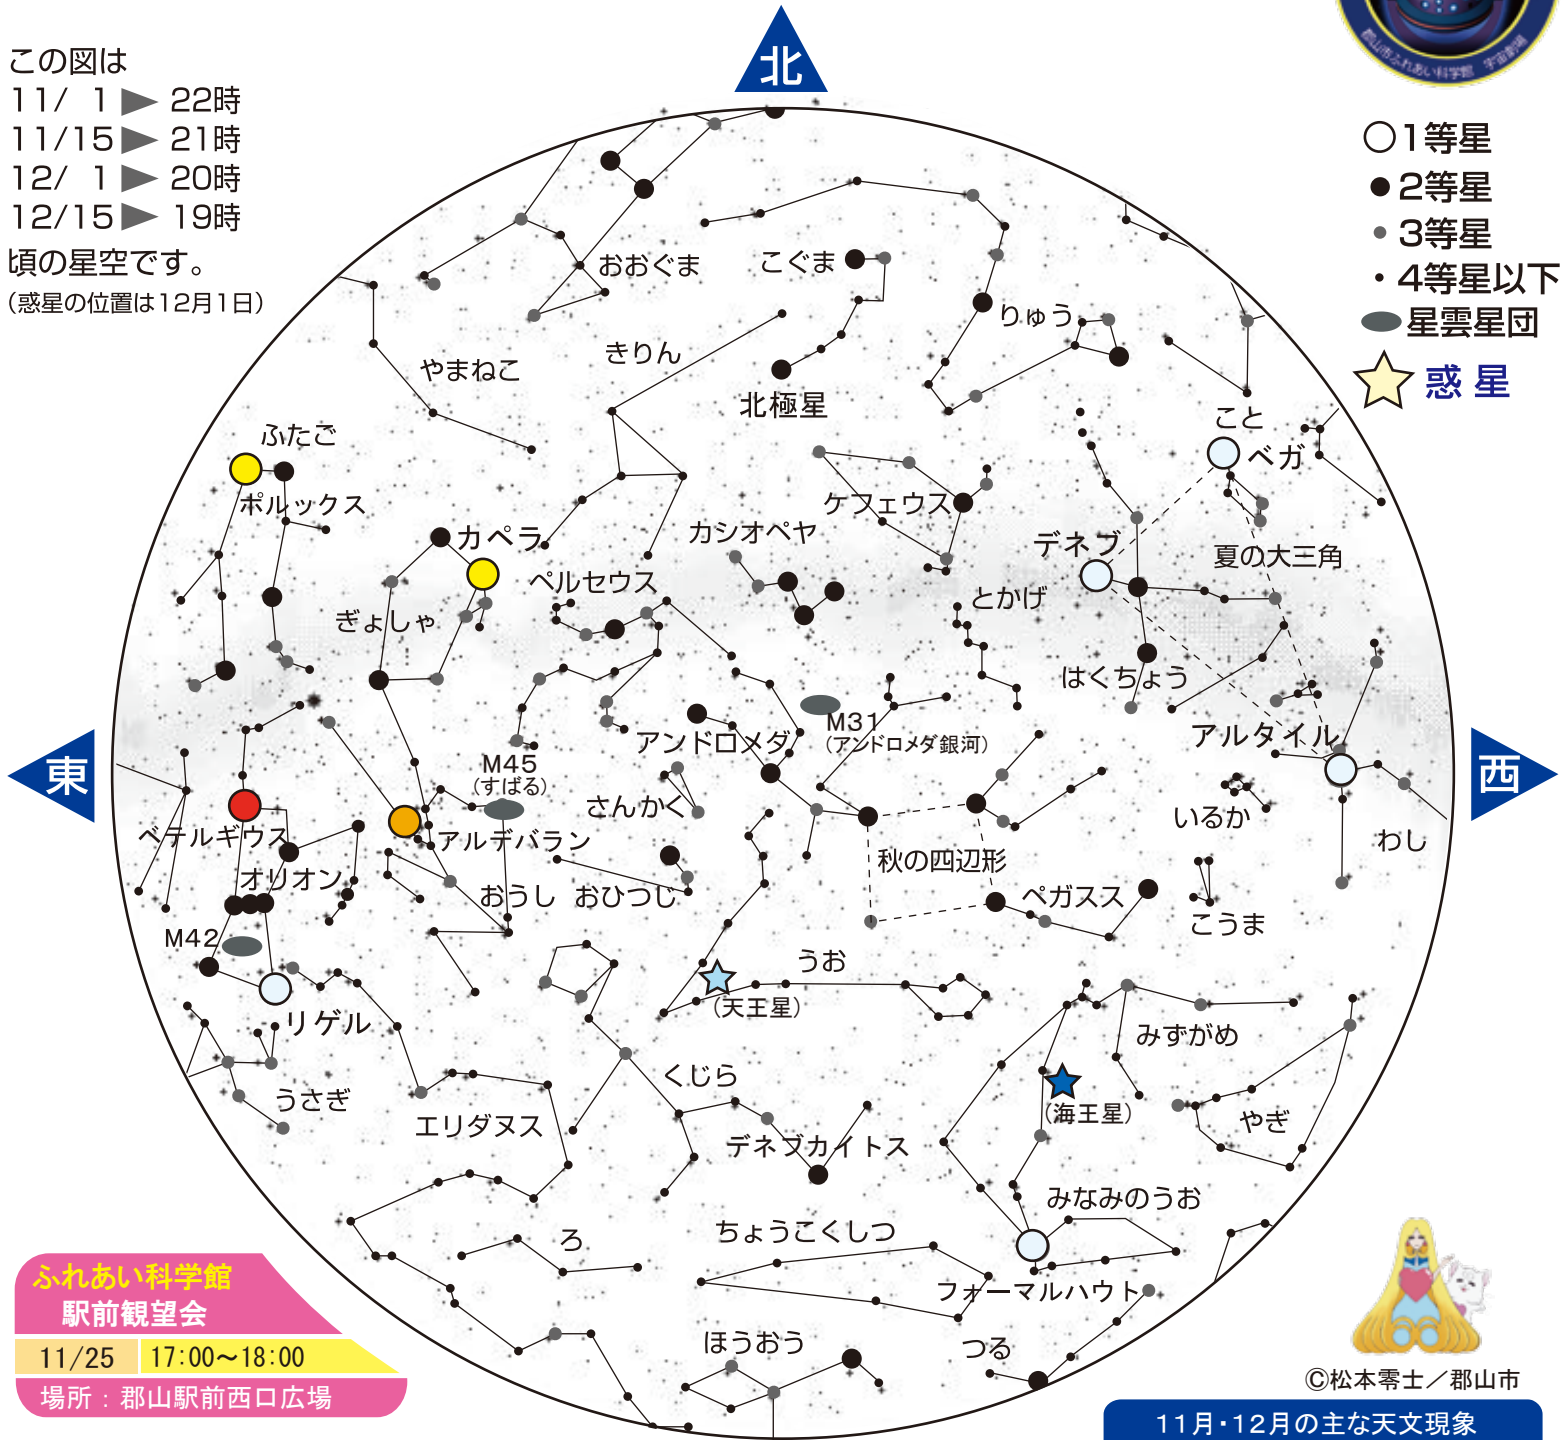 郡山市ふれあい科学館 宇宙劇場
この図は
11/ 1 ▶ 22時
11/15 ▶ 21時
12/ 1 ▶ 20時
12/15 ▶ 19時
頃の星空です。
(惑星の位置は12月1日)
北
1等星
2等星
3等星
4等星以下
星雲星団
惑星
おおぐま
こぐま
りゅう
きりん
やまねこ
北極星
こと
ベガ
ふたご
ポルックス
ケフェウス
カシオペヤ
カペラ
デネブ
夏の大三角
ペルセウス
とかげ
ぎょしゃ
はくちょう
M31
(アンドロメダ銀河)
アンドロメダ
アルタイル
東
西
M45
(すばる)
さんかく
いるか
ベテルギウス
アルデバラン
わし
秋の四辺形
オリオン
おうし
おひつじ
ペガスス
こうま
M42
うお
(天王星)
リゲル
みずがめ
くじら
うさぎ
エリダヌス
(海王星)
やぎ
デネブカイトス
みなみのうお
ちょうこくしつ
ろ
フォーマルハウト
ほうおう
つる
ふれあい科学館
駅前観望会
11/25 17:00～18:00
場所：郡山駅前西口広場
©松本零士／郡山市
11月・12月の主な天文現象